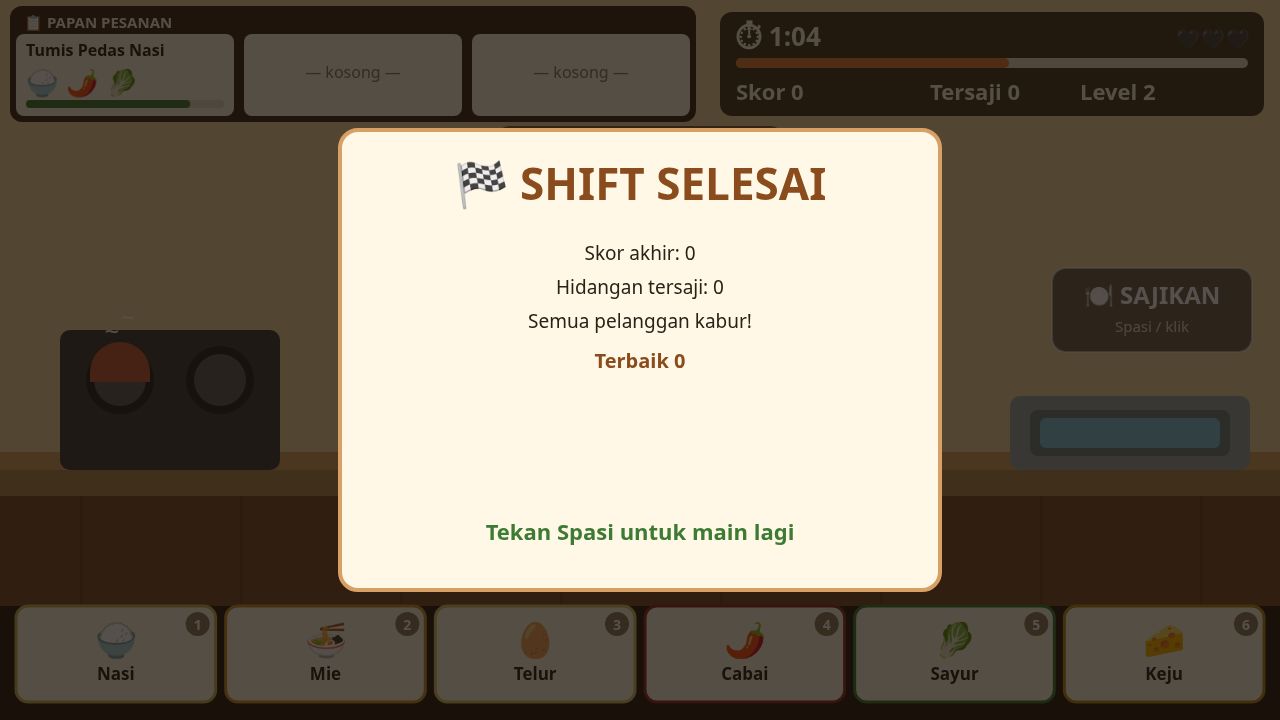 PAPAN PESANAN
Tumis Pedas Nasi
— kosong —
— kosong —
1:04
Skor 0
Tersaji 0
Level 2
SHIFT SELESAI
Skor akhir: 0
Hidangan tersaji: 0
Semua pelanggan kabur!
Terbaik 0
Tekan Spasi untuk main lagi
SAJIKAN
Spasi / klik
1
Nasi
2
Mie
3
Telur
4
Cabai
5
Sayur
6
Keju